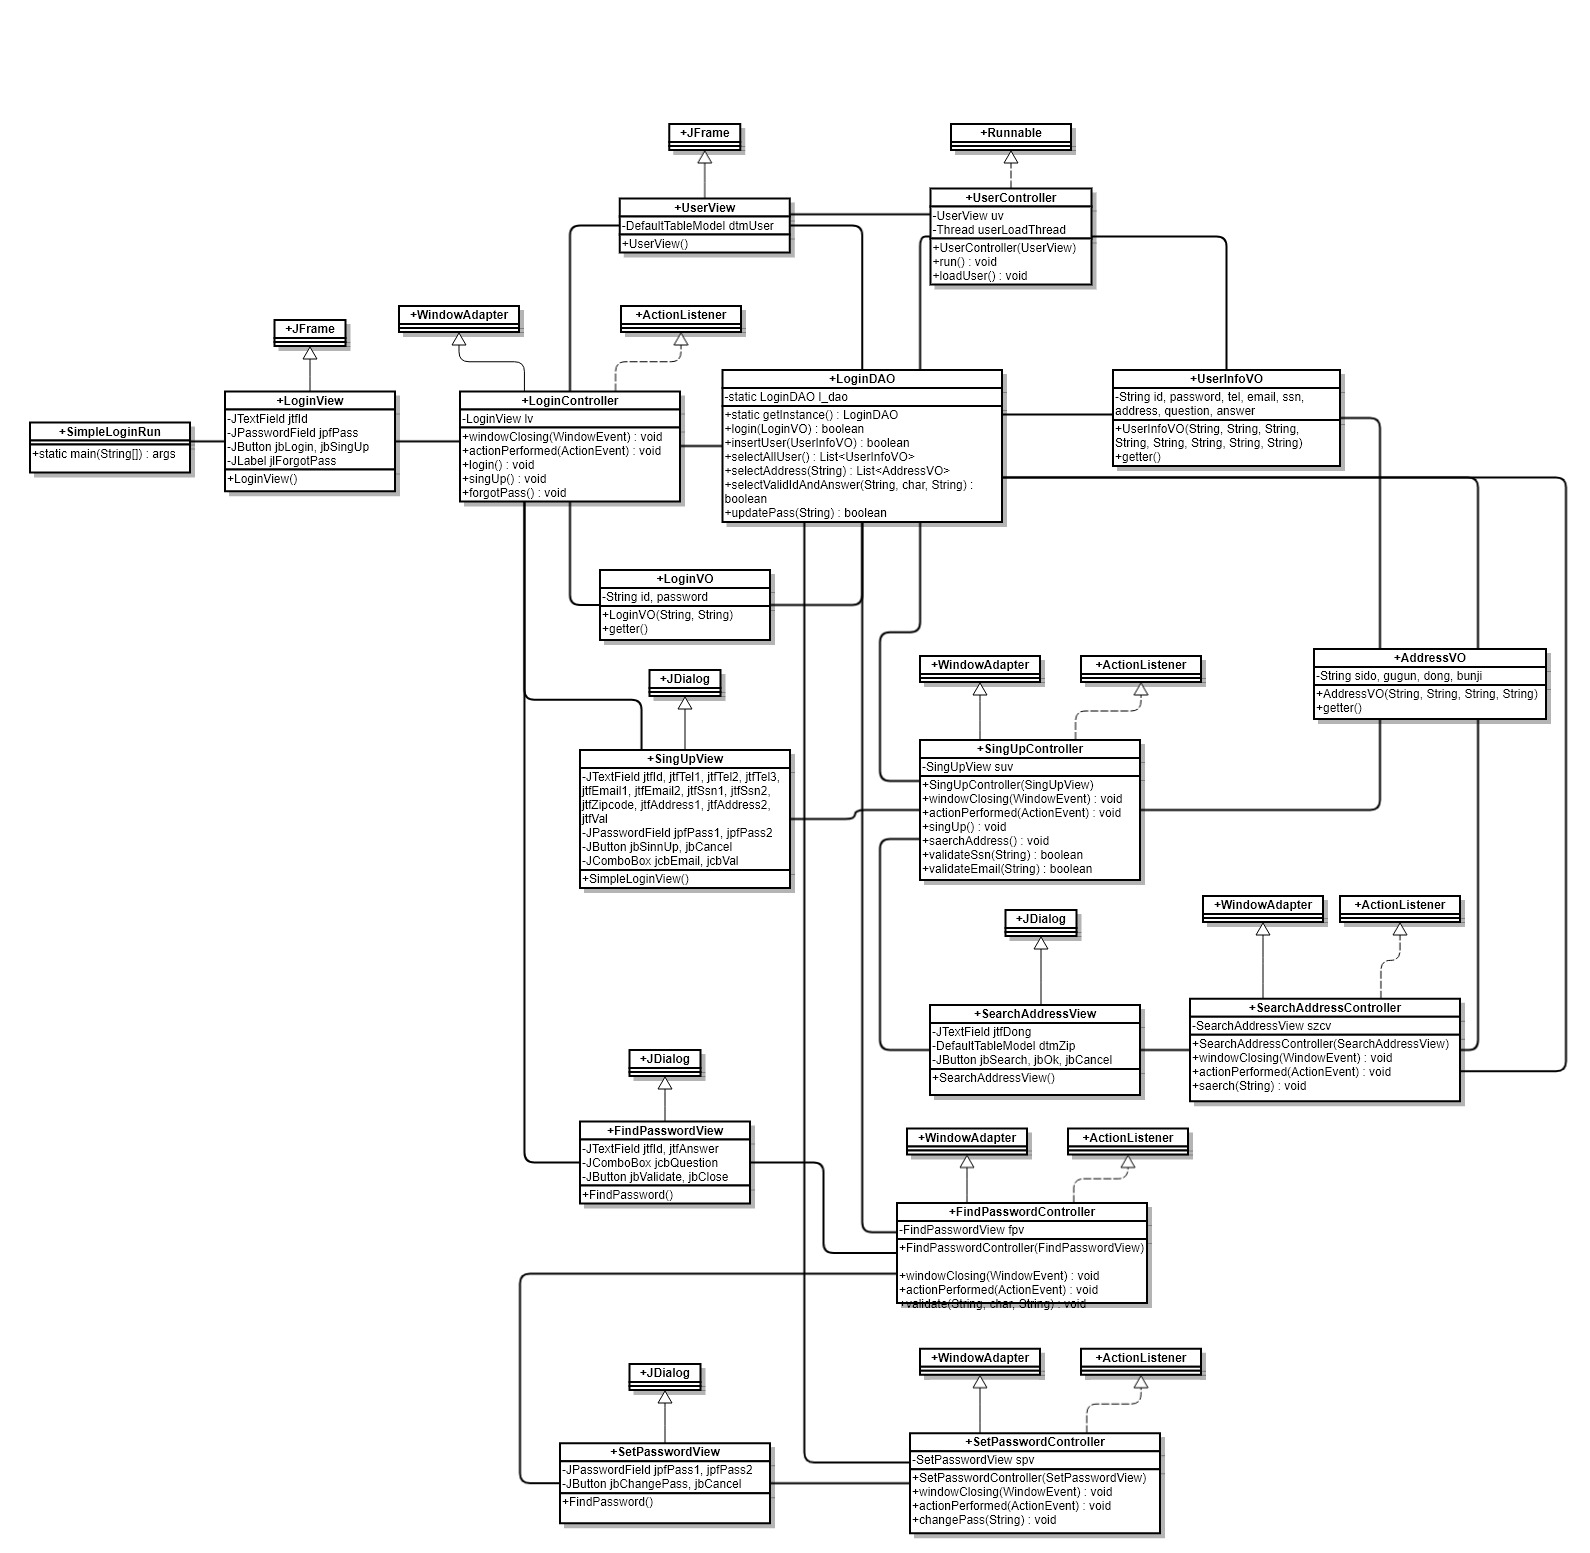 +JFrame
+Runnable
+UserView
-DefaultTableModel dtmUser
+UserView()
+UserController
-UserView uv
-Thread userLoadThread
+UserController(UserView)
+run() : void
+loadUser() : void
+JFrame
+WindowAdapter
+ActionListener
+SimpleLoginRun
+static main(String[]) : args
+LoginView
-JTextField jtfId
-JPasswordField jpfPass
-JButton jbLogin, jbSingUp
-JLabel jlForgotPass
+LoginView()
+LoginController
-LoginView lv
+windowClosing(WindowEvent) : void
+actionPerformed(ActionEvent) : void
+login() : void
+singUp() : void
+forgotPass() : void
+LoginDAO
-static LoginDAO l_dao
+static getInstance() : LoginDAO
+login(LoginVO) : boolean
+insertUser(UserInfoVO) : boolean
+selectAllUser() : List<UserInfoVO>
+selectAddress(String) : List<AddressVO>
+selectValidIdAndAnswer(String, char, String) :
boolean
+updatePass(String) : boolean
+UserInfoVO
-String id, password, tel, email, ssn,
address, question, answer
+UserInfoVO(String, String, String,
String, String, String, String, String)
+getter()
+LoginVO
-String id, password
+LoginVO(String, String)
+getter()
+JDialog
+WindowAdapter
+ActionListener
+AddressVO
-String sido, gugun, dong, bunji
+AddressVO(String, String, String, String)
+getter()
+SingUpView
-JTextField jtfId, jtfTel1, jtfTel2, jtfTel3,
jtfEmail1, jtfEmail2, jtfSsn1, jtfSsn2,
jtfZipcode, jtfAddress1, jtfAddress2,
jtfVal
-JPasswordField jpfPass1, jpfPass2
-JButton jbSinnUp, jbCancel
-JComboBox jcbEmail, jcbVal
+SimpleLoginView()
+SingUpController
-SingUpView suv
+SingUpController(SingUpView)
+windowClosing(WindowEvent) : void
+actionPerformed(ActionEvent) : void
+singUp() : void
+saerchAddress() : void
+validateSsn(String) : boolean
+validateEmail(String) : boolean
+JDialog
+WindowAdapter
+ActionListener
+SearchAddressView
-JTextField jtfDong
-DefaultTableModel dtmZip
-JButton jbSearch, jbOk, jbCancel
+SearchAddressView()
+SearchAddressController
-SearchAddressView szcv
+SearchAddressController(SearchAddressView)
+windowClosing(WindowEvent) : void
+actionPerformed(ActionEvent) : void
+saerch(String) : void
+JDialog
+FindPasswordView
-JTextField jtfId, jtfAnswer
-JComboBox jcbQuestion
-JButton jbValidate, jbClose
+FindPassword()
+WindowAdapter
+ActionListener
+FindPasswordController
-FindPasswordView fpv
+FindPasswordController(FindPasswordView)
+windowClosing(WindowEvent) : void
+actionPerformed(ActionEvent) : void
+validate(String, char, String) : void
+JDialog
+WindowAdapter
+ActionListener
+SetPasswordView
-JPasswordField jpfPass1, jpfPass2
-JButton jbChangePass, jbCancel
+FindPassword()
+SetPasswordController
-SetPasswordView spv
+SetPasswordController(SetPasswordView)
+windowClosing(WindowEvent) : void
+actionPerformed(ActionEvent) : void
+changePass(String) : void